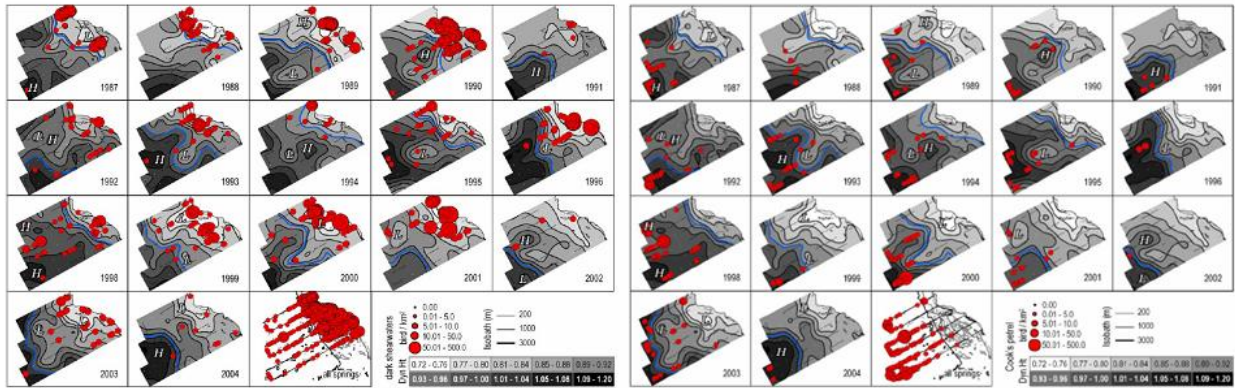 1987
1988
1989
1990
1991
1992
1993
1994
1995
1996
1998
1999
2000
2001
2002
2003
2004
all springs
dark shearwaters
bird / km²
0.00
0.01 - 5.0
5.01 - 10.0
10.01 - 50.0
50.01 - 500.0
Isobath (m)
200
1000
3000
Dyn Ht
0.72 - 0.76 0.77 - 0.80 0.81 - 0.84 0.85 - 0.88 0.89 - 0.92
0.93 - 0.96 0.97 - 1.00 1.01 - 1.04 1.05 - 1.08 1.09 - 1.20
1987
1988
1989
1990
1991
1992
1993
1994
1995
1996
1998
1999
2000
2001
2002
2003
2004
all springs
Cook's petrel
bird / km²
0.00
0.01 - 5.0
5.01 - 10.0
10.01 - 50.0
50.01 - 500.0
Isobath (m)
200
1000
3000
Dyn Ht
0.72 - 0.76 0.77 - 0.80 0.81 - 0.84 0.85 - 0.88 0.89 - 0.92
0.93 - 0.96 0.97 - 1.00 1.01 - 1.04 1.05 - 1.08 1.09 - 1.20